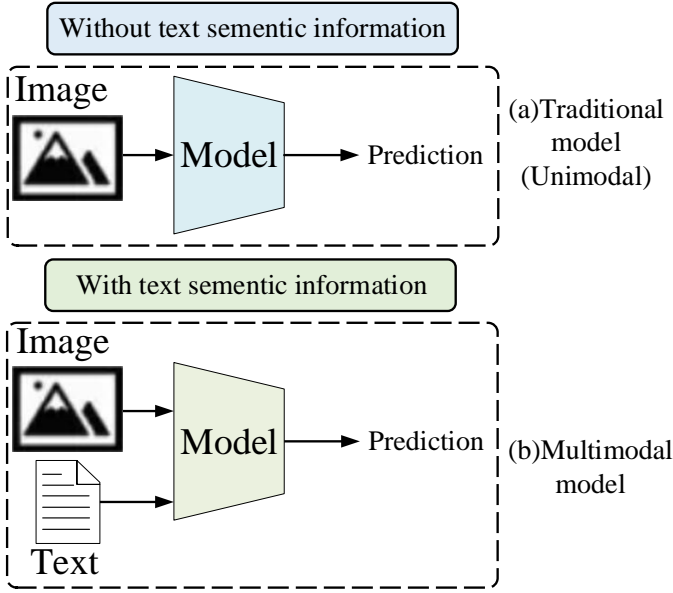 Without text sementic information
Image
Model
Prediction
(a)Traditional
model
(Unimodal)
With text sementic information
Image
Model
Prediction
Text
(b)Multimodal
model